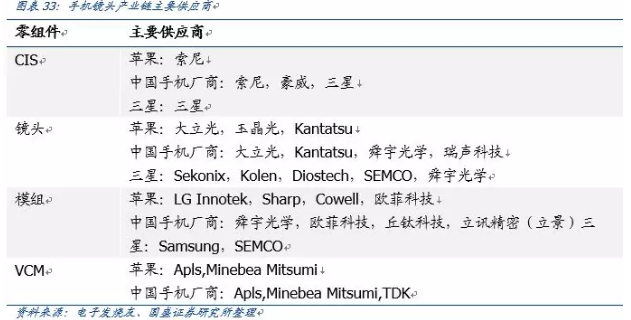 图表 33：手机镜头产业链主要供应商
零组件 主要供应商
CIS 苹果：索尼
中国手机厂商：索尼，豪威，三星
三星：三星
镜头 苹果：大立光，玉晶光，Kantatsu
中国手机厂商：大立光，Kantatsu，舜宇光学，瑞声科技
三星：Sekonix，Kolen，Diostech，SEMCO，舜宇光学
模组 苹果：LG Innotek，Sharp，Cowell，欧菲科技
中国手机厂商：舜宇光学，欧菲科技，丘钛科技，立讯精密（立景）三
星：Samsung，SEMCO
VCM 苹果：Apls,Minebea Mitsumi
中国手机厂商：Apls,Minebea Mitsumi,TDK
资料来源：电子发烧友、国盛证券研究所整理